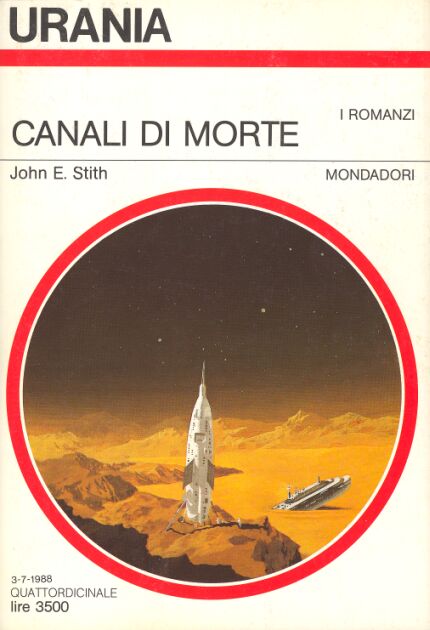 URANIA
I ROMANZI
CANALI DI MORTE
John E. Stith
MONDADORI
3-7-1988
QUATTORDICINALE
lire 3500